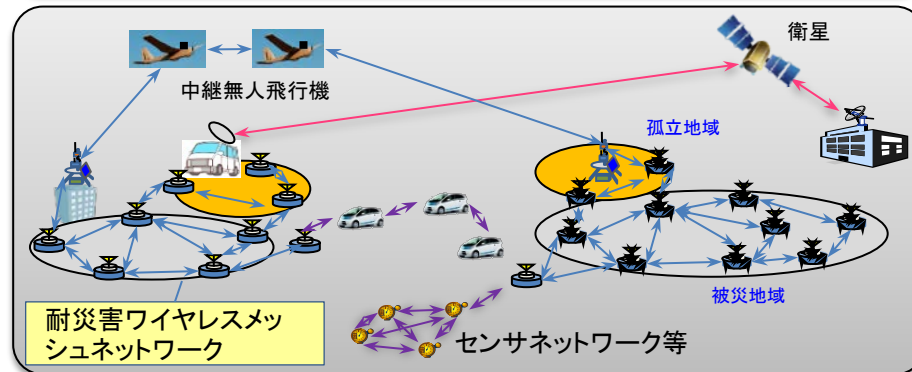 衛星
中継無人飛行機
孤立地域
被災地域
耐災害ワイヤレスメッ
シュネットワーク
センサネットワーク等